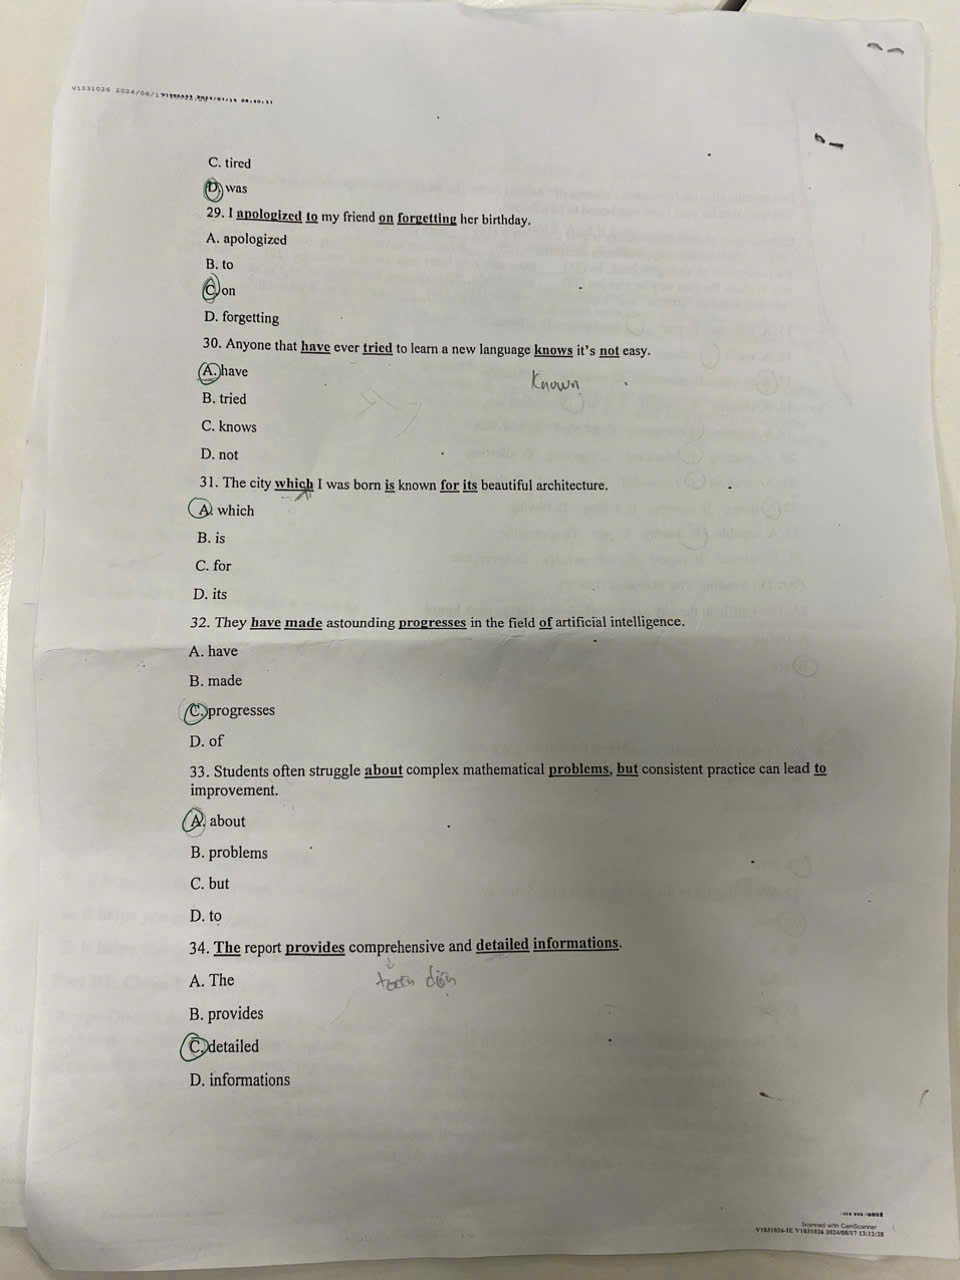 V1031026 2024/06/1
C. tired
D. was
29. I apologized to my friend on forgetting her birthday.
A. apologized
B. to
C. on
D. forgetting
30. Anyone that have ever tried to learn a new language knows it's not easy.
A. have
Known
B. tried
C. knows
D. not
31. The city which I was born is known for its beautiful architecture.
A. which
B. is
C. for
D. its
32. They have made astounding progresses in the field of artificial intelligence.
A. have
B. made
C. progresses
D. of
33. Students often struggle about complex mathematical problems, but consistent practice can lead to
improvement.
A. about
B. problems
C. but
D. to
34. The report provides comprehensive and detailed informations.
A. The
toàn diện
B. provides
C. detailed
D. informations
Scanned with CamScanner
V1031026-IE V1031026 2024/08/17 13:12:28